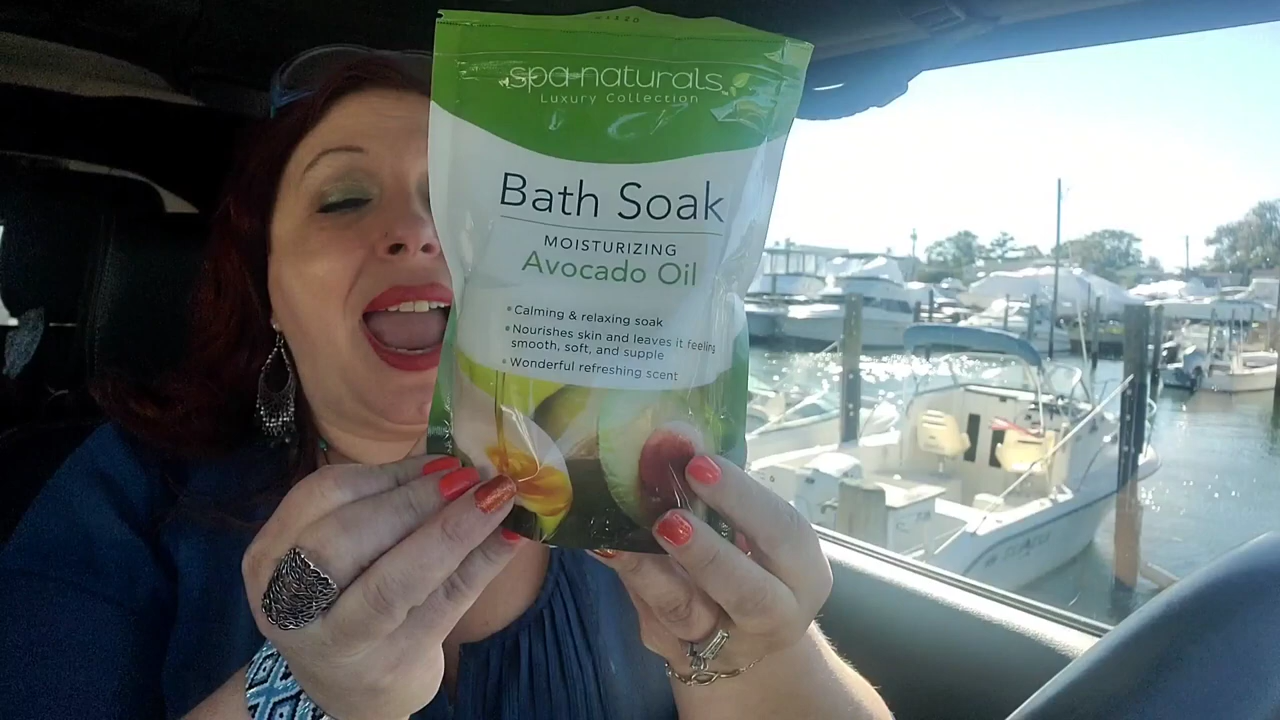 spa naturals
Luxury Collection
Bath Soak
MOISTURIZING
Avocado Oil
Calming & relaxing soak
Nourishes skin and leaves it feeling
smooth, soft, and supple
Wonderful refreshing scent